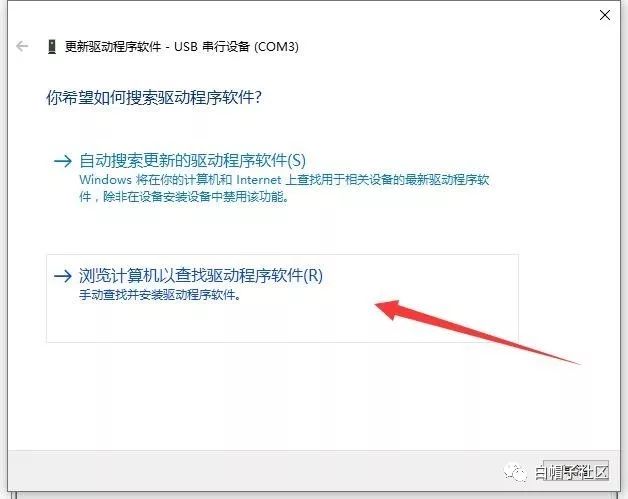 更新驱动程序软件 - USB 串行设备 (COM3)
你希望如何搜索驱动程序软件?
自动搜索更新的驱动程序软件(S)
Windows 将在你的计算机和 Internet 上查找用于相关设备的最新驱动程序软
件，除非在设备安装设备中禁用该功能。
浏览计算机以查找驱动程序软件(R)
手动查找并安装驱动程序软件。
白帽子社区